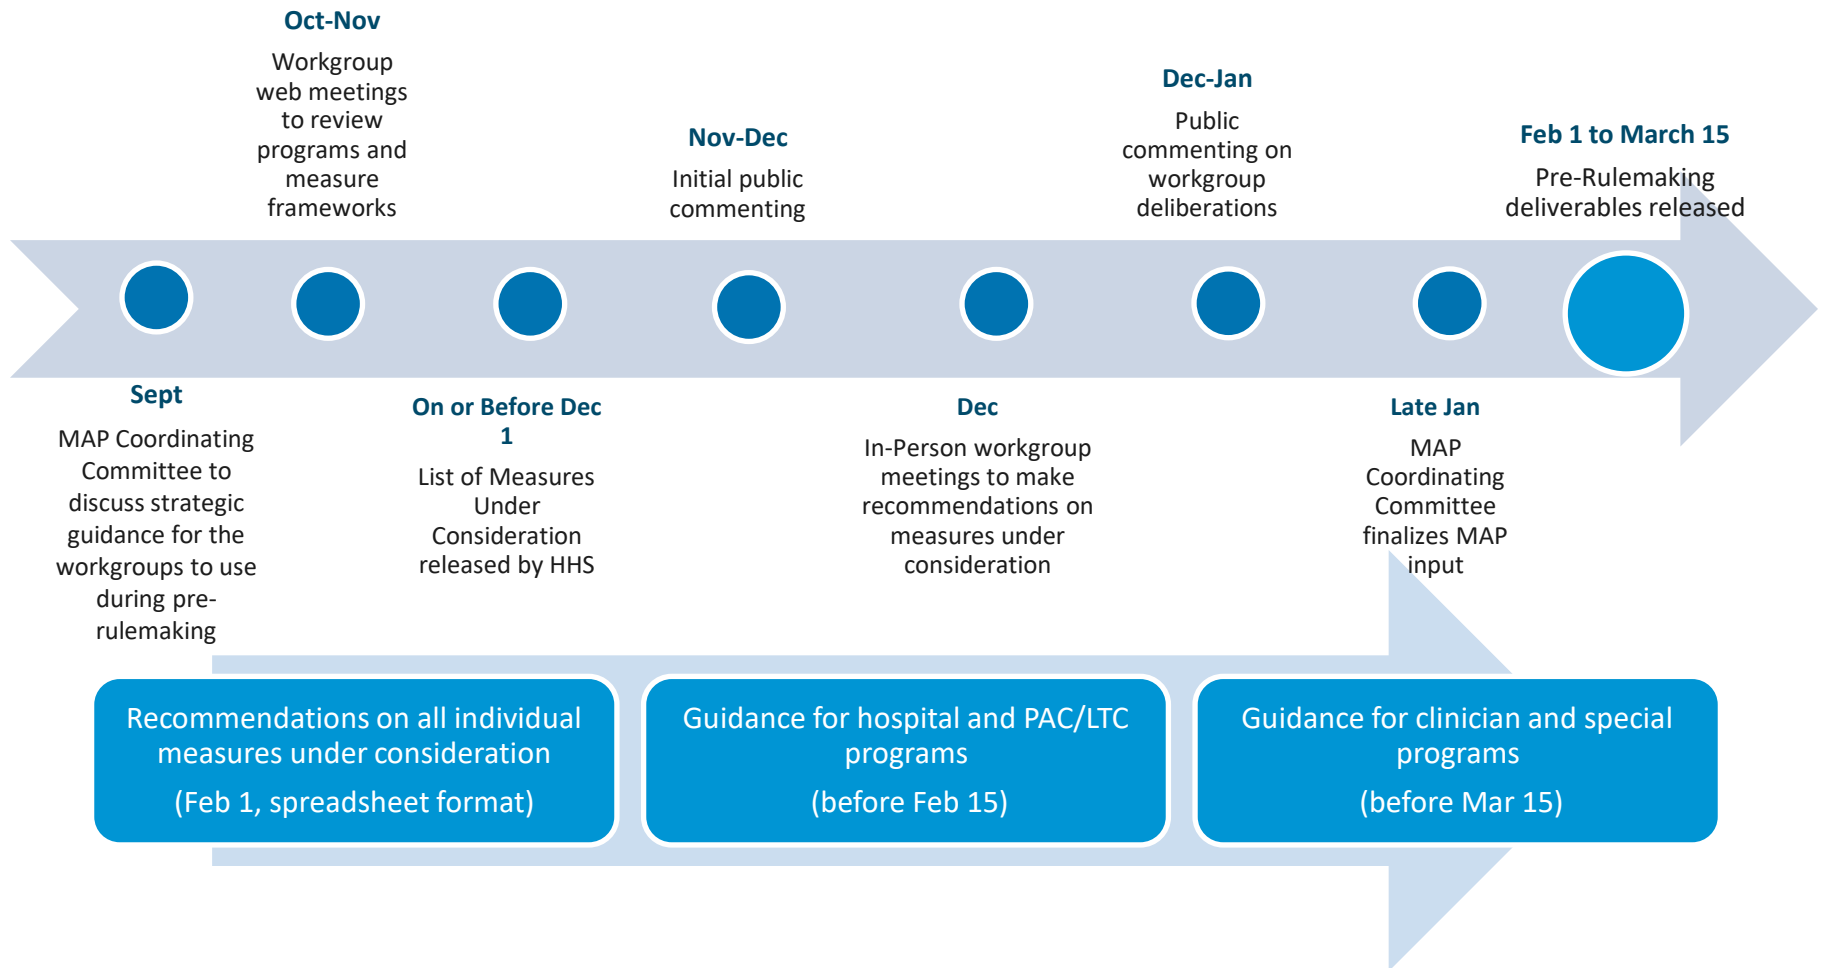 Oct-Nov
Workgroup
web meetings
to review
programs and
measure
frameworks
Nov-Dec
Initial public
commenting
Dec-Jan
Public
commenting on
workgroup
deliberations
Feb 1 to March 15
Pre-Rulemaking
deliverables released
Sept
MAP Coordinating
Committee to
discuss strategic
guidance for the
workgroups to use
during pre-
rulemaking
On or Before Dec
1
List of Measures
Under
Consideration
released by HHS
Dec
In-Person workgroup
meetings to make
recommendations on
measures under
consideration
Late Jan
MAP
Coordinating
Committee
finalizes MAP
input
Recommendations on all individual
measures under consideration
(Feb 1, spreadsheet format)
Guidance for hospital and PAC/LTC
programs
(before Feb 15)
Guidance for clinician and special
programs
(before Mar 15)